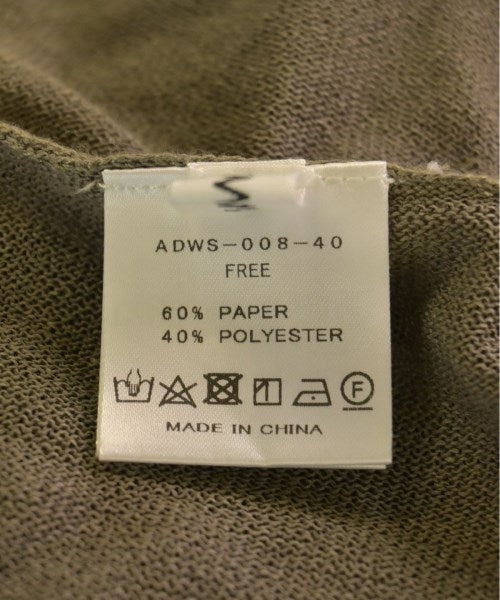 ADWS-008-40
FREE
60% PAPER
40% POLYESTER
F
MADE IN CHINA